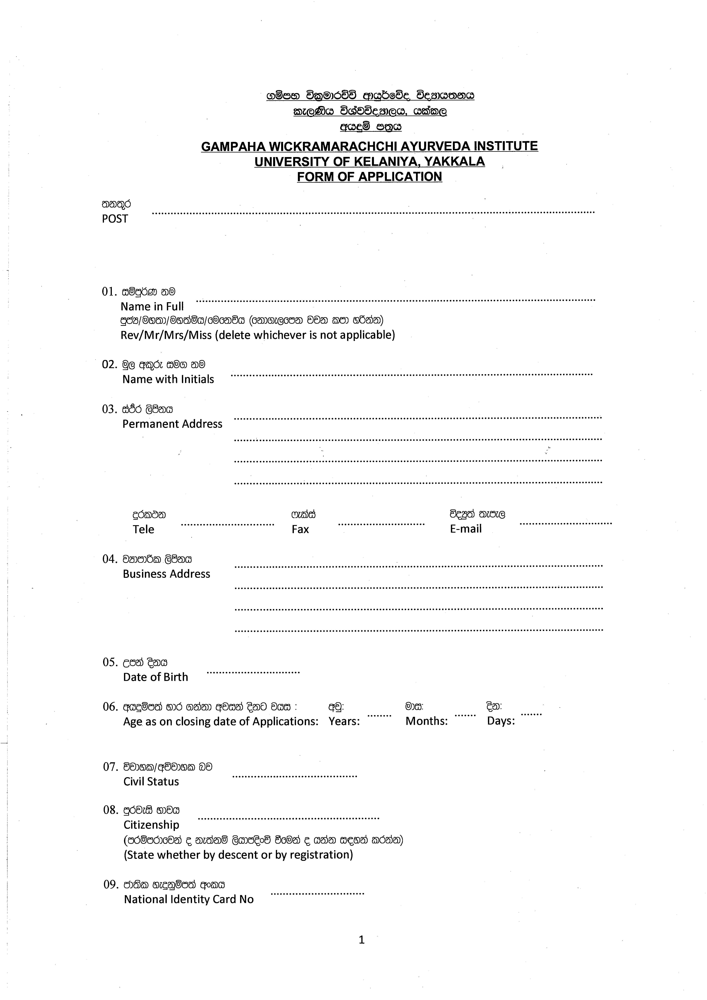 ගම්පහ වික්‍රමාරච්චි ආයුර්වේද විද්‍යායතනය
කැලණිය විශ්වවිද්‍යාලය, යක්කල
අයදුම් පත්‍රය
GAMPAHA WICKRAMARACHCHI AYURVEDA INSTITUTE
UNIVERSITY OF KELANIYA, YAKKALA
FORM OF APPLICATION
තනතුර
POST ................................................................
01. සම්පුර්ණ නම
Name in Full ................................................................
පූජ්‍ය/මහතා/මහත්මිය/මෙනෙවිය (නොගැලපෙන වචන කපා හරින්න)
Rev/Mr/Mrs/Miss (delete whichever is not applicable)
02. මුල අකුරු සමග නම
Name with Initials ................................................................
03. ස්ථිර ලිපිනය
Permanent Address ................................................................
................................................................
................................................................
................................................................
දුරකථන ෆැක්ස් විද්‍යුත් තැපැල
Tele .............................. Fax .............................. E-mail ..............................
04. ව්‍යාපාරික ලිපිනය
Business Address ................................................................
................................................................
................................................................
................................................................
05. උපන් දිනය
Date of Birth ..............................
06. අයදුම්පත් භාර ගන්නා අවසන් දිනට වයස : අවු: මාස: දින:
Age as on closing date of Applications: Years: ........ Months: ....... Days: .......
07. විවාහක/අවිවාහක බව
Civil Status ........................................
08. පුරවැසි භාවය
Citizenship ..........................................................
(පරම්පරාවෙන් ද නැත්නම් ලියාපදිංචි වීමෙන් ද යන්න සඳහන් කරන්න)
(State whether by descent or by registration)
09. ජාතික හැදුනුම්පත් අංකය
National Identity Card No ..............................
1